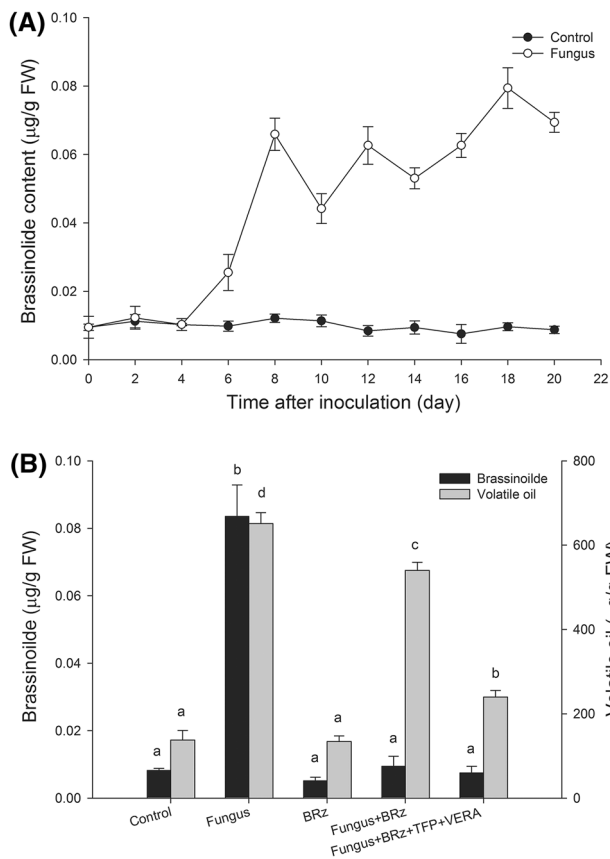 (A)
Control
Fungus
Brassinolide content (µg/g FW)
0.10
0.08
0.06
0.04
0.02
0.00
0 2 4 6 8 10 12 14 16 18 20 22
Time after inoculation (day)
(B)
Brassinoilde
Volatile oil
Brassinoilde (µg/g FW)
0.10
0.08
0.06
0.04
0.02
0.00
a a b d a a a c a b
800
600
400
200
0
Volatile oil g/g FW)
Control Fungus BRz Fungus+BRz Fungus+BRz+TFP+VERA